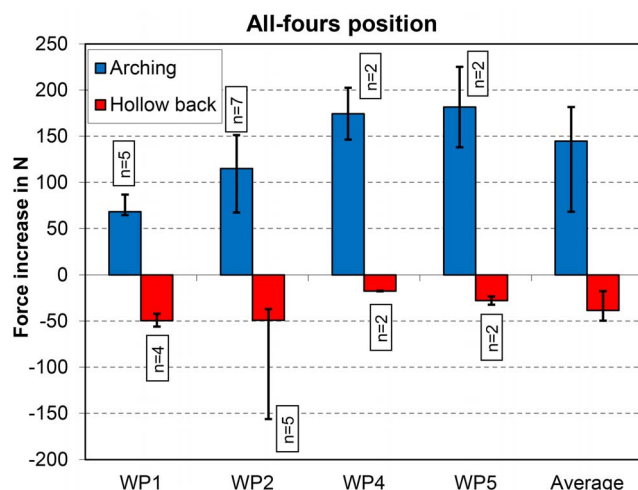 All-fours position
Force increase in N
250
200
150
100
50
0
-50
-100
-150
-200
Arching
Hollow back
n=5
n=7
n=2
n=2
n=4
n=5
n=2
n=2
WP1
WP2
WP4
WP5
Average